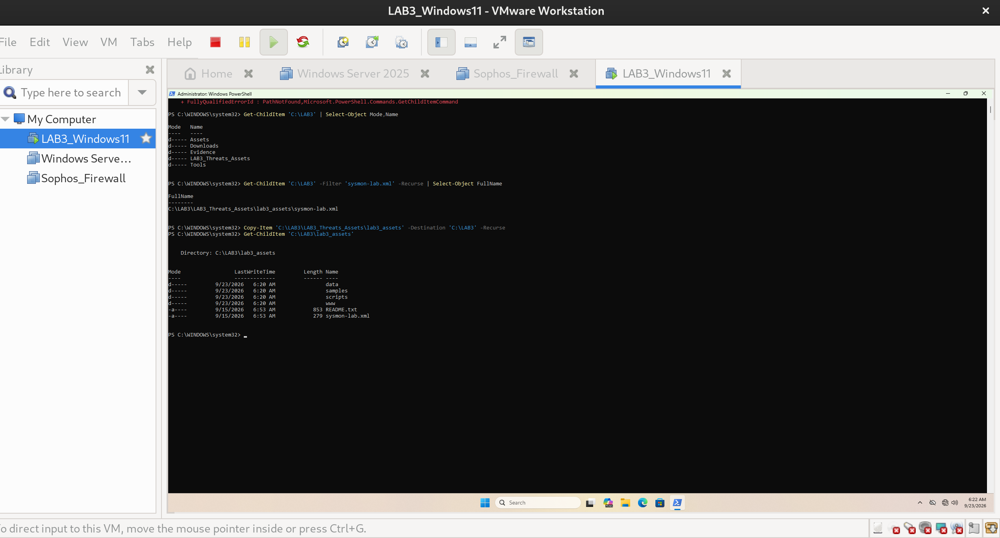 LAB3_Windows11 - VMware Workstation
File Edit View VM Tabs Help
Library
Type here to search
My Computer
LAB3_Windows11
Windows Serve...
Sophos_Firewall
Home
Windows Server 2025
Sophos_Firewall
LAB3_Windows11
Administrator: Windows PowerShell
+ FullyQualifiedErrorId : PathNotFound,Microsoft.PowerShell.Commands.GetChildItemCommand
PS C:\WINDOWS\system32> Get-ChildItem 'C:\LAB3' | Select-Object Mode,Name
Mode Name
---- ----
d----- Assets
d----- Downloads
d----- Evidence
d----- LAB3_Threats_Assets
d----- Tools
PS C:\WINDOWS\system32> Get-ChildItem 'C:\LAB3' -Filter 'sysmon-lab.xml' -Recurse | Select-Object FullName
FullName
--------
C:\LAB3\LAB3_Threats_Assets\lab3_assets\sysmon-lab.xml
PS C:\WINDOWS\system32> Copy-Item 'C:\LAB3\LAB3_Threats_Assets\lab3_assets' -Destination 'C:\LAB3' -Recurse
PS C:\WINDOWS\system32> Get-ChildItem 'C:\LAB3\lab3_assets'
Directory: C:\LAB3\lab3_assets
Mode LastWriteTime Length Name
---- ------------- ------ ----
d----- 9/23/2026 6:20 AM data
d----- 9/23/2026 6:20 AM samples
d----- 9/23/2026 6:20 AM scripts
d----- 9/23/2026 6:20 AM www
-a---- 9/15/2026 6:53 AM 853 README.txt
-a---- 9/15/2026 6:53 AM 279 sysmon-lab.xml
PS C:\WINDOWS\system32>
Search
M365
6:22 AM
9/23/2026
To direct input to this VM, move the mouse pointer inside or press Ctrl+G.